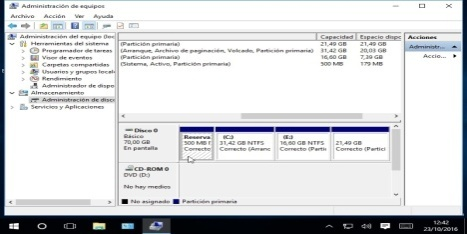 Administración de equipos
Archivo Acción Ver Ayuda
Administración del equipo (loc
Herramientas del sistema
Programador de tareas
Visor de eventos
Carpetas compartidas
Usuarios y grupos locale
Rendimiento
Administrador de dispo
Almacenamiento
Administración de disco
Servicios y Aplicaciones
Capacidad Espacio dispo
(Partición primaria) 21,49 GB 21,49 GB
(Arranque, Archivo de paginación, Volcado, Partición primaria) 31,42 GB 20,03 GB
(Partición primaria) 16,60 GB 7,39 GB
(Sistema, Activo, Partición primaria) 500 MB 179 MB
Acciones
Administr...
Accio...
Disco 0
Básico
70,00 GB
En pantalla
Reserva
500 MB
Correcto
(C:)
31,42 GB NTFS
Correcto (Arranc
(E:)
16,60 GB NTFS
Correcto (Parti
21,49 GB
Correcto (Partici
CD-ROM 0
DVD (D:)
No hay medios
No asignado Partición primaria
12:42
23/10/2016